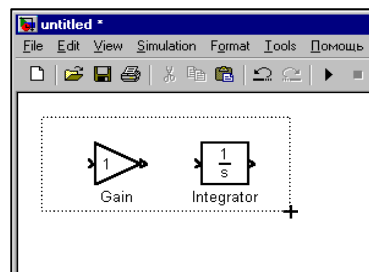 untitled *
File Edit View Simulation Format Tools Помощь
1
1
s
Gain Integrator